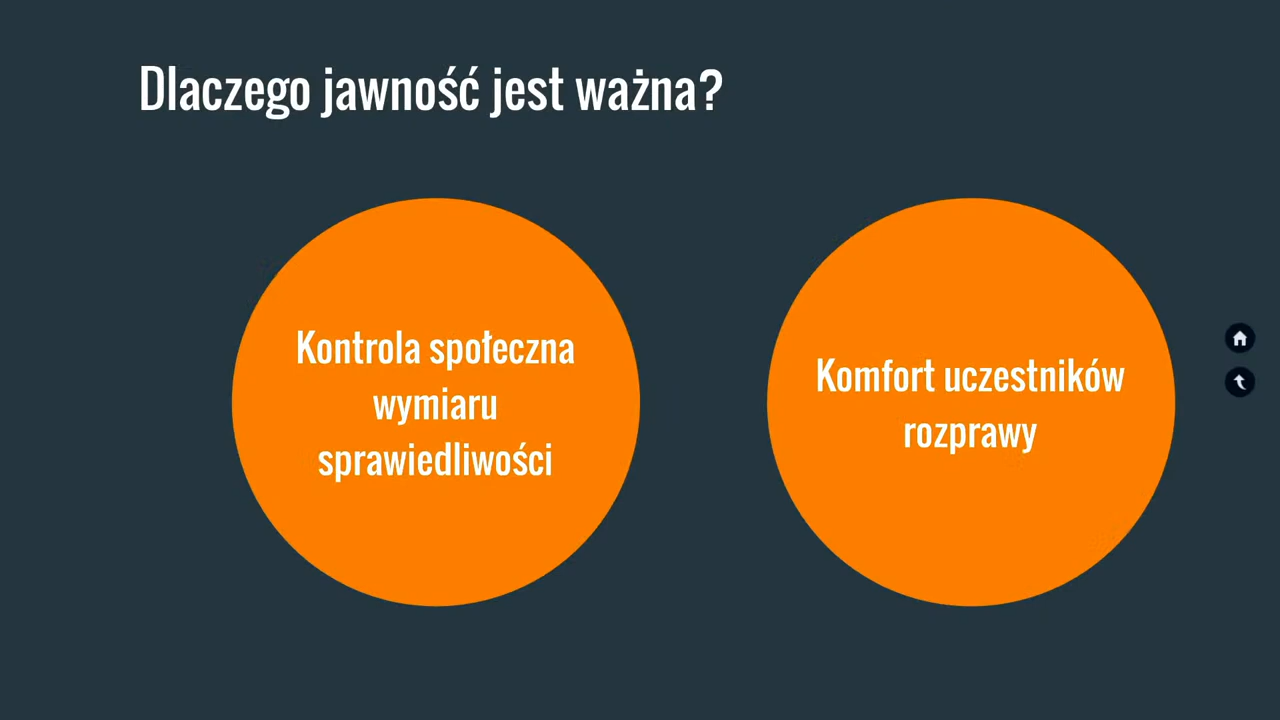 Dlaczego jawność jest ważna?
Kontrola społeczna
wymiaru
sprawiedliwości
Komfort uczestników
rozprawy